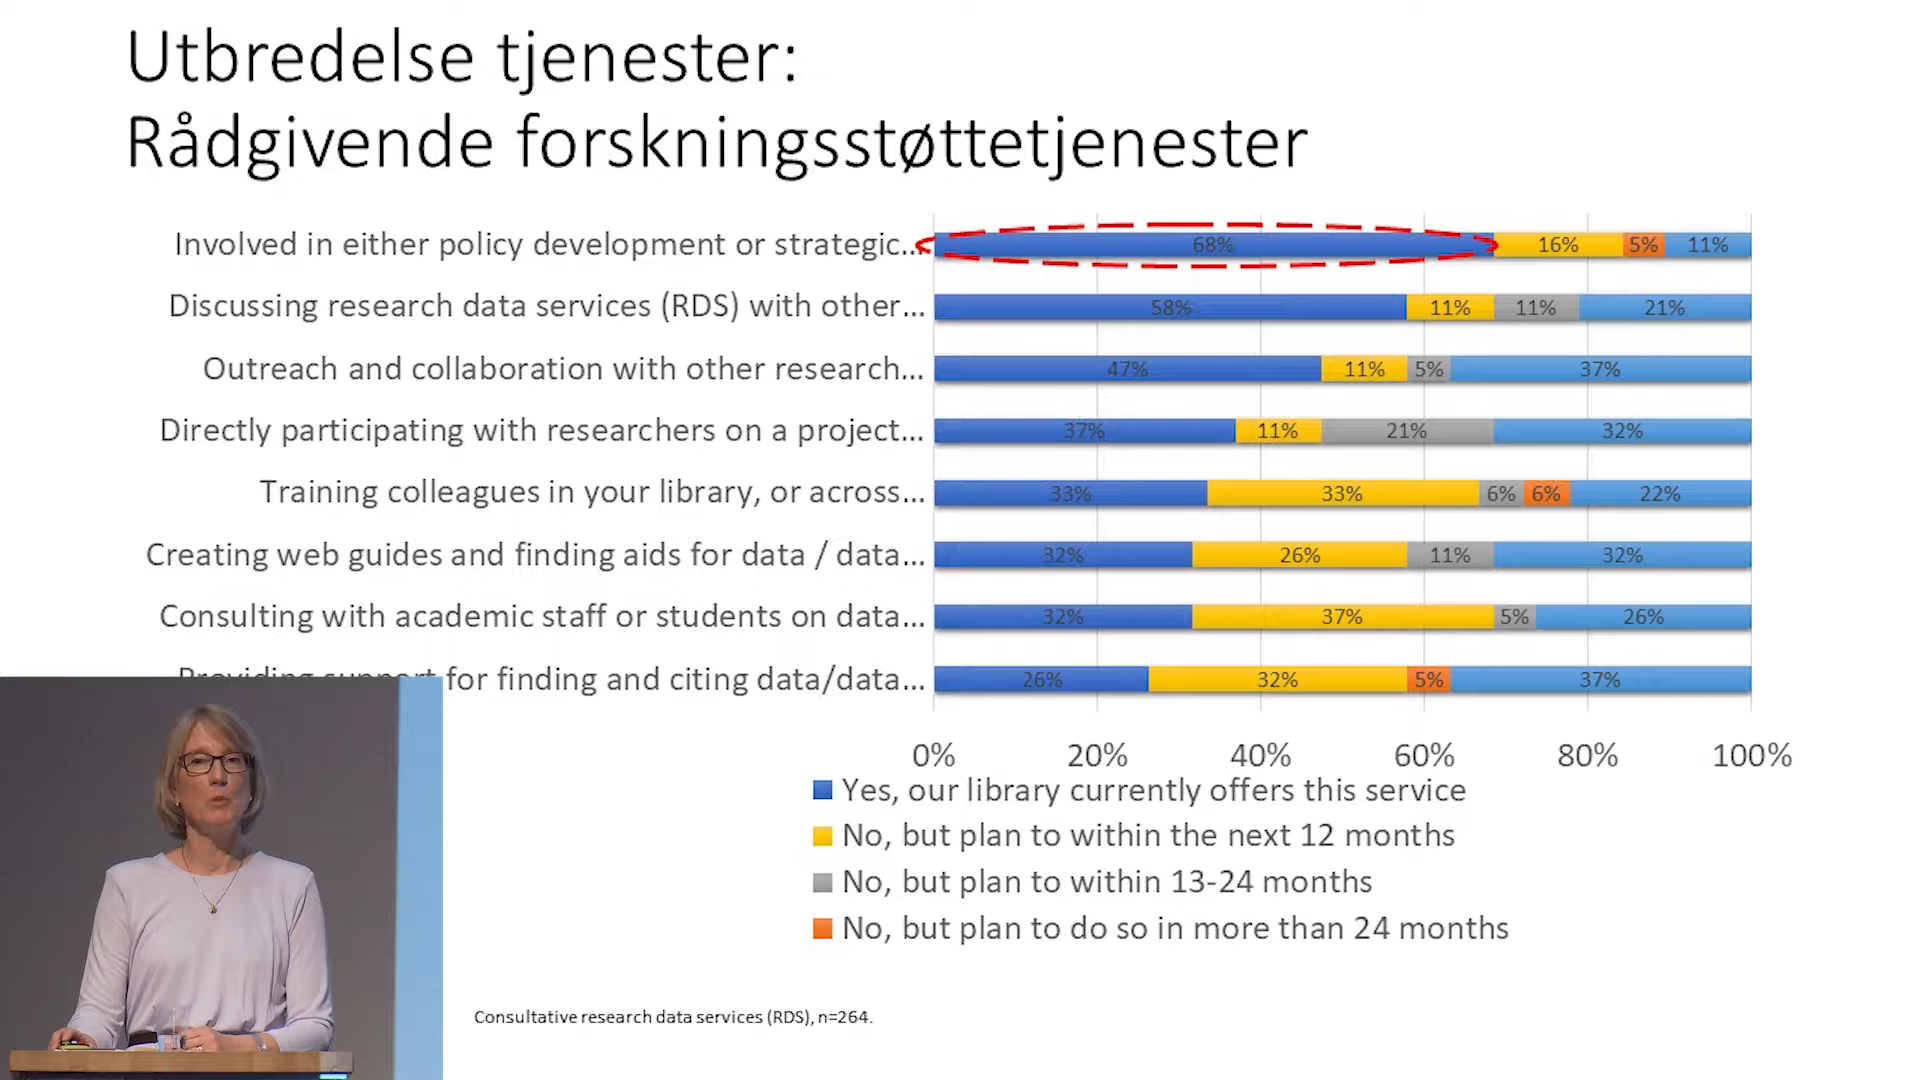 Utbredelse tjenester:
Rådgivende forskningsstøttetjenester
Involved in either policy development or strategic...
68% 16% 5% 11%
Discussing research data services (RDS) with other...
58% 11% 11% 21%
Outreach and collaboration with other research...
47% 11% 5% 37%
Directly participating with researchers on a project...
37% 11% 21% 32%
Training colleagues in your library, or across...
33% 33% 6% 6% 22%
Creating web guides and finding aids for data / data...
32% 26% 11% 32%
Consulting with academic staff or students on data...
32% 37% 5% 26%
Providing support for finding and citing data/data...
26% 32% 5% 37%
0% 20% 40% 60% 80% 100%
Yes, our library currently offers this service
No, but plan to within the next 12 months
No, but plan to within 13-24 months
No, but plan to do so in more than 24 months
Consultative research data services (RDS), n=264.